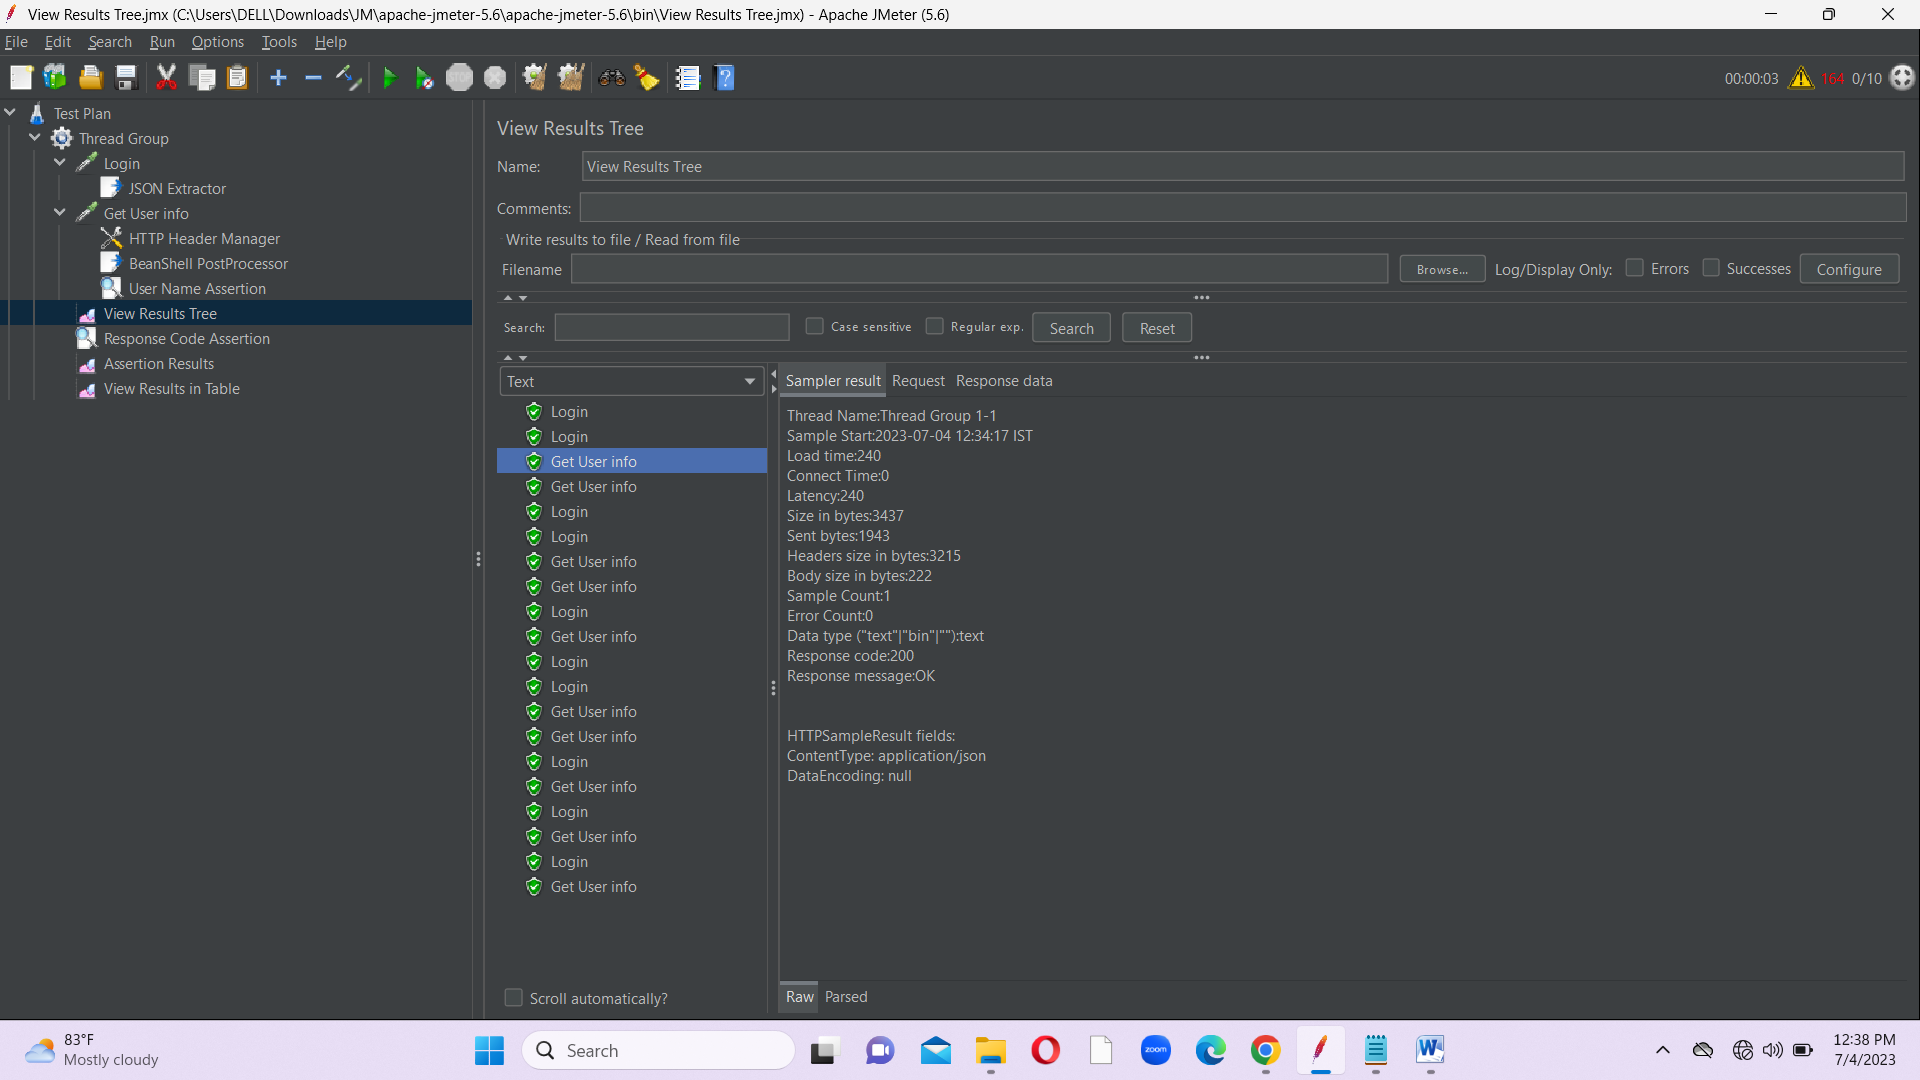 View Results Tree.jmx (C:\Users\DELL\Downloads\JM\apache-jmeter-5.6\apache-jmeter-5.6\bin\View Results Tree.jmx) - Apache JMeter (5.6)
File Edit Search Run Options Tools Help
STOP
00:00:03 164 0/10
Test Plan
Thread Group
Login
JSON Extractor
Get User info
HTTP Header Manager
BeanShell PostProcessor
User Name Assertion
View Results Tree
Response Code Assertion
Assertion Results
View Results in Table
View Results Tree
Name: View Results Tree
Comments:
Write results to file / Read from file
Filename Browse... Log/Display Only: Errors Successes Configure
Search: Case sensitive Regular exp. Search Reset
Text
Login
Login
Get User info
Get User info
Login
Login
Get User info
Get User info
Login
Get User info
Login
Login
Get User info
Get User info
Login
Get User info
Login
Get User info
Login
Get User info
Scroll automatically?
Sampler result Request Response data
Thread Name:Thread Group 1-1
Sample Start:2023-07-04 12:34:17 IST
Load time:240
Connect Time:0
Latency:240
Size in bytes:3437
Sent bytes:1943
Headers size in bytes:3215
Body size in bytes:222
Sample Count:1
Error Count:0
Data type ("text"|"bin"|""):text
Response code:200
Response message:OK
HTTPSampleResult fields:
ContentType: application/json
DataEncoding: null
Raw Parsed
83°F
Mostly cloudy
Search
zoom
12:38 PM
7/4/2023